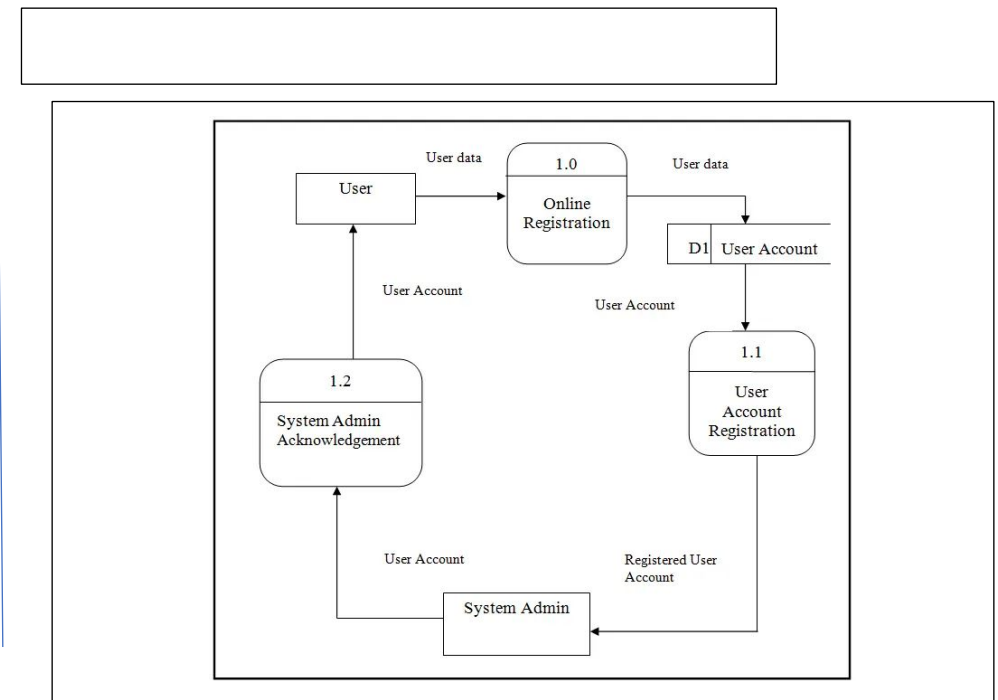 User data
1.0
User data
User
Online
Registration
D1 User Account
User Account
User Account
1.1
1.2
User
Account
Registration
System Admin
Acknowledgement
User Account
Registered User
Account
System Admin